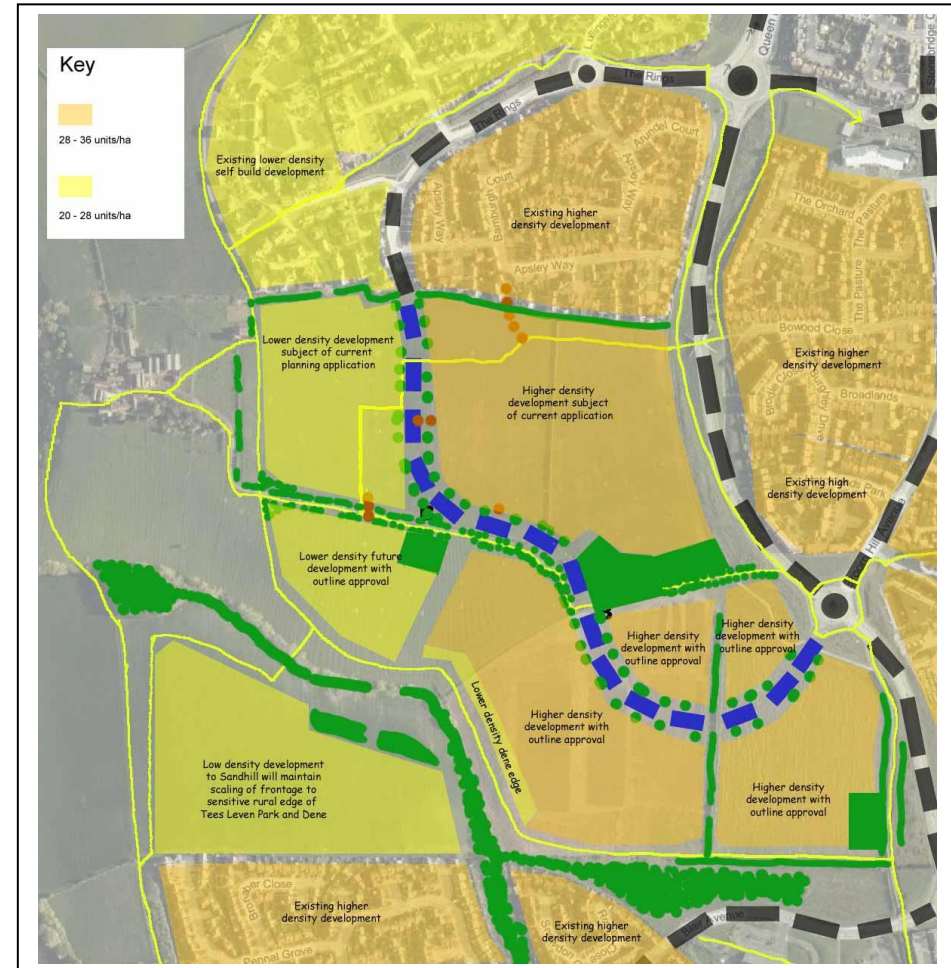 Key
28 - 36 units/ha
20 - 28 units/ha
Queen
The Rings
The Rings
Existing lower density
self build development
Arundel Court
Apsley Way
Apsley Way
Existing higher
density development
Apsley Way
The Orchard
The Pasture
The Pasture
Bowood Close
Existing higher
density development
Broadlands
Lower density development
subject of current
planning application
Higher density
development subject
of current application
Existing high
density development
Hill Avenue
Lower density future
development with
outline approval
Higher density
development with
outline approval
Higher density
development with
outline approval
Lower density dene edge
Higher density
development with
outline approval
Low density development
to Sandhill will maintain
scaling of frontage to
sensitive rural edge of
Tees Leven Park and Dene
Higher density
development with
outline approval
Existing higher
density development
Pennal Grove
Existing higher
density development
Avenue